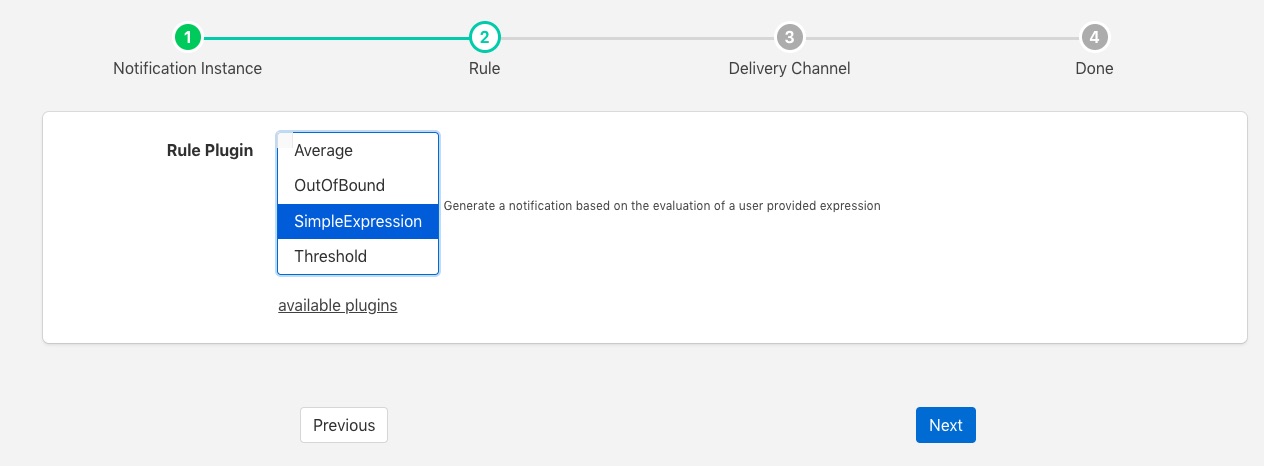 1 2 3 4
Notification Instance Rule Delivery Channel Done
Rule Plugin
Average
OutOfBound
SimpleExpression
Threshold
Generate a notification based on the evaluation of a user provided expression
available plugins
Previous Next